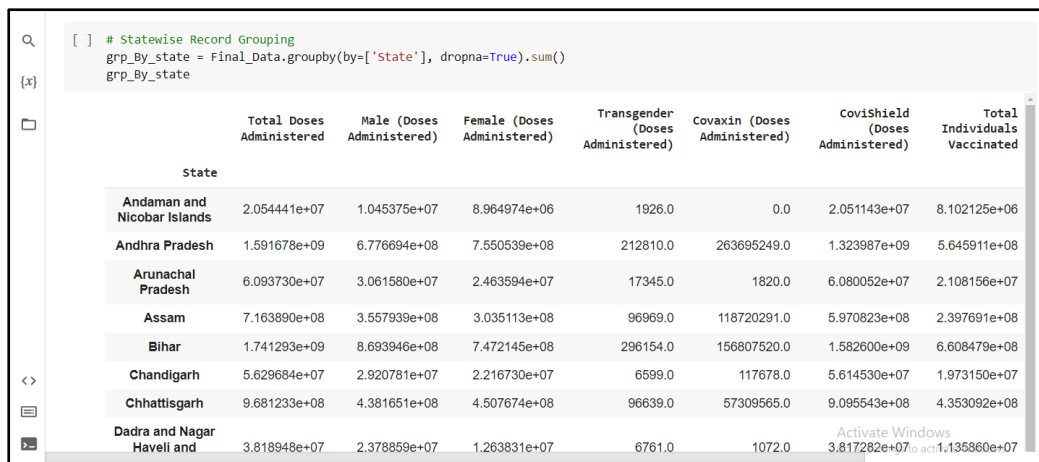 [ ] # Statewise Record Grouping
grp_By_state = Final_Data.groupby(by=['State'], dropna=True).sum()
grp_By_state
{x}
Total Doses Administered Male (Doses Administered) Female (Doses Administered) Transgender (Doses Administered) Covaxin (Doses Administered) CoviShield (Doses Administered) Total Individuals Vaccinated
State
Andaman and Nicobar Islands 2.054441e+07 1.045375e+07 8.964974e+06 1926.0 0.0 2.051143e+07 8.102125e+06
Andhra Pradesh 1.591678e+09 6.776694e+08 7.550539e+08 212810.0 263695249.0 1.323987e+09 5.645911e+08
Arunachal Pradesh 6.093730e+07 3.061580e+07 2.463594e+07 17345.0 1820.0 6.080052e+07 2.108156e+07
Assam 7.163890e+08 3.557939e+08 3.035113e+08 96969.0 118720291.0 5.970823e+08 2.397691e+08
Bihar 1.741293e+09 8.693946e+08 7.472145e+08 296154.0 156807520.0 1.582600e+09 6.608479e+08
Chandigarh 5.629684e+07 2.920781e+07 2.216730e+07 6599.0 117678.0 5.614530e+07 1.973150e+07
Chhattisgarh 9.681233e+08 4.381651e+08 4.507674e+08 96639.0 57309565.0 9.095543e+08 4.353092e+08
Dadra and Nagar Haveli and 3.818948e+07 2.378859e+07 1.263831e+07 6761.0 1072.0 3.817282e+07 1.135860e+07
Activate Windows